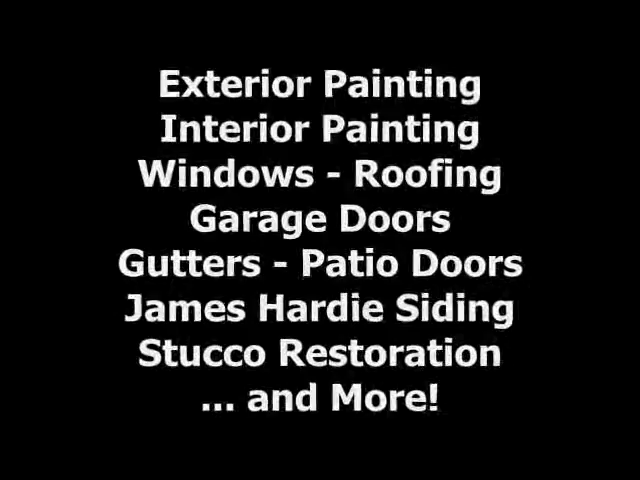 Exterior Painting
Interior Painting
Windows - Roofing
Garage Doors
Gutters - Patio Doors
James Hardie Siding
Stucco Restoration
... and More!